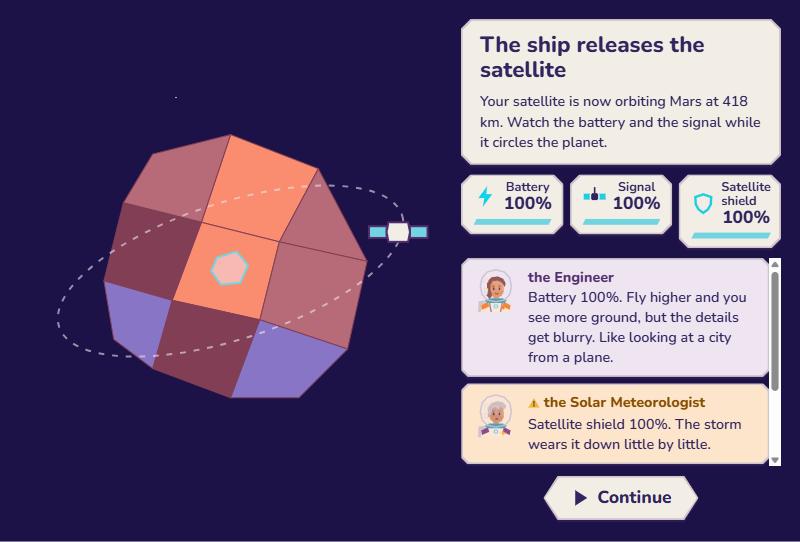 The ship releases the
satellite
Your satellite is now orbiting Mars at 418
km. Watch the battery and the signal while
it circles the planet.
Battery
100%
Signal
100%
Satellite
shield
100%
the Engineer
Battery 100%. Fly higher and you
see more ground, but the details
get blurry. Like looking at a city
from a plane.
the Solar Meteorologist
Satellite shield 100%. The storm
wears it down little by little.
Continue